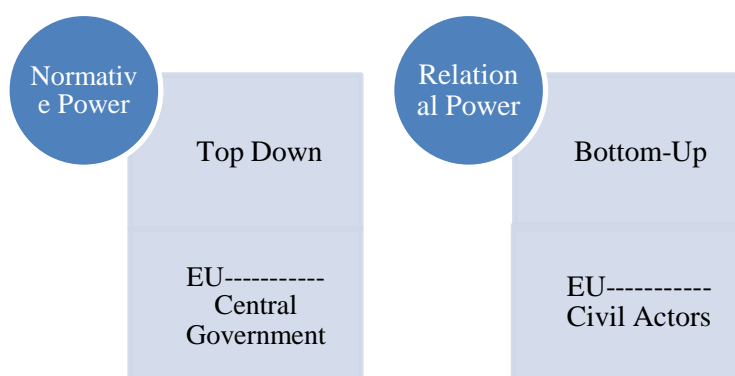 Normativ
e Power
Top Down
EU-----------
Central
Government
Relation
al Power
Bottom-Up
EU-----------
Civil Actors